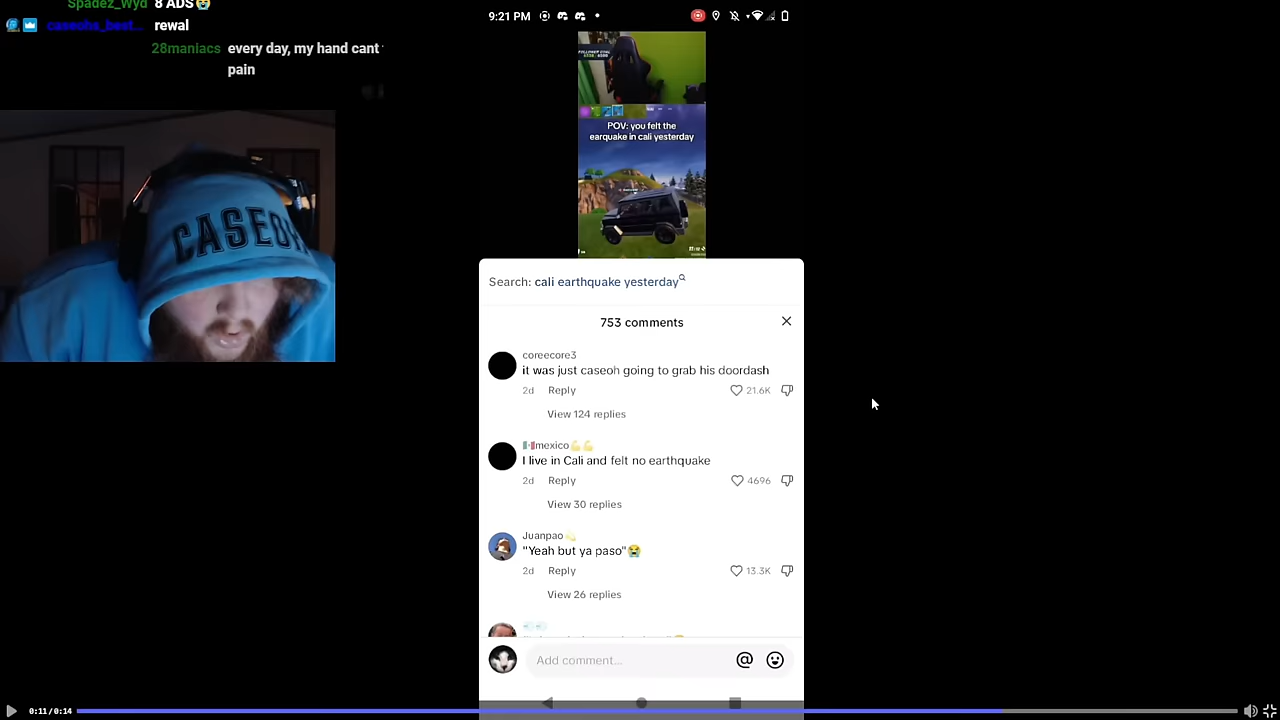 Spadez_Wyd 8 ADS😭
caseohs_best... rewal
28maniacs every day, my hand cant
pain
CASEOH
9:21 PM
POV: you felt the
earquake in cali yesterday
Search: cali earthquake yesterday
753 comments
coreecore3
it was just caseoh going to grab his doordash
2d Reply 21.6K
View 124 replies
🇲🇽mexico💪💪
I live in Cali and felt no earthquake
2d Reply 4696
View 30 replies
Juanpao
"Yeah but ya paso"😭
2d Reply 13.3K
View 26 replies
Add comment...
0:11/0:14